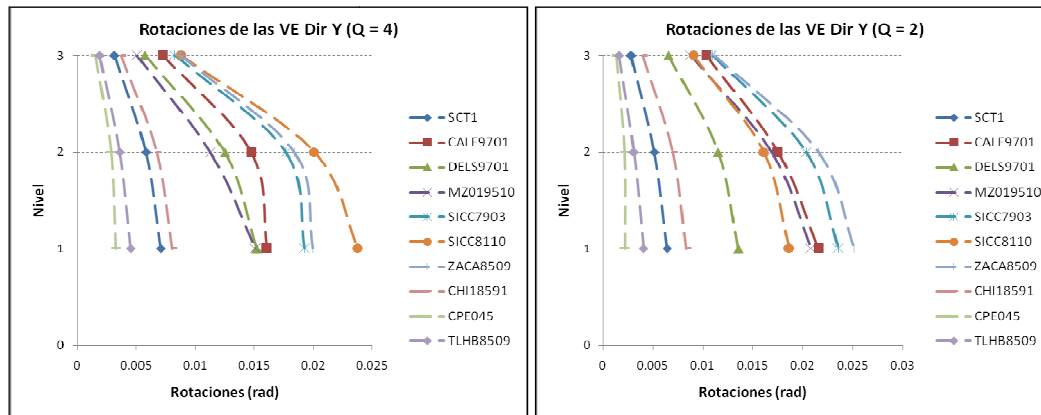 Rotaciones de las VE Dir Y (Q = 4)
3
2
1
0
Nivel
0
0.005
0.01
0.015
0.02
0.025
Rotaciones (rad)
SCT1
CALE9701
DELS9701
MZ019510
SICC7903
SICC8110
ZACA8509
CHI18591
CPE045
TLHB8509
Rotaciones de las VE Dir Y (Q = 2)
3
2
1
0
Nivel
0
0.005
0.01
0.015
0.02
0.025
0.03
Rotaciones (rad)
SCT1
CALE9701
DELS9701
MZ019510
SICC7903
SICC8110
ZACA8509
CHI18591
CPE045
TLHB8509